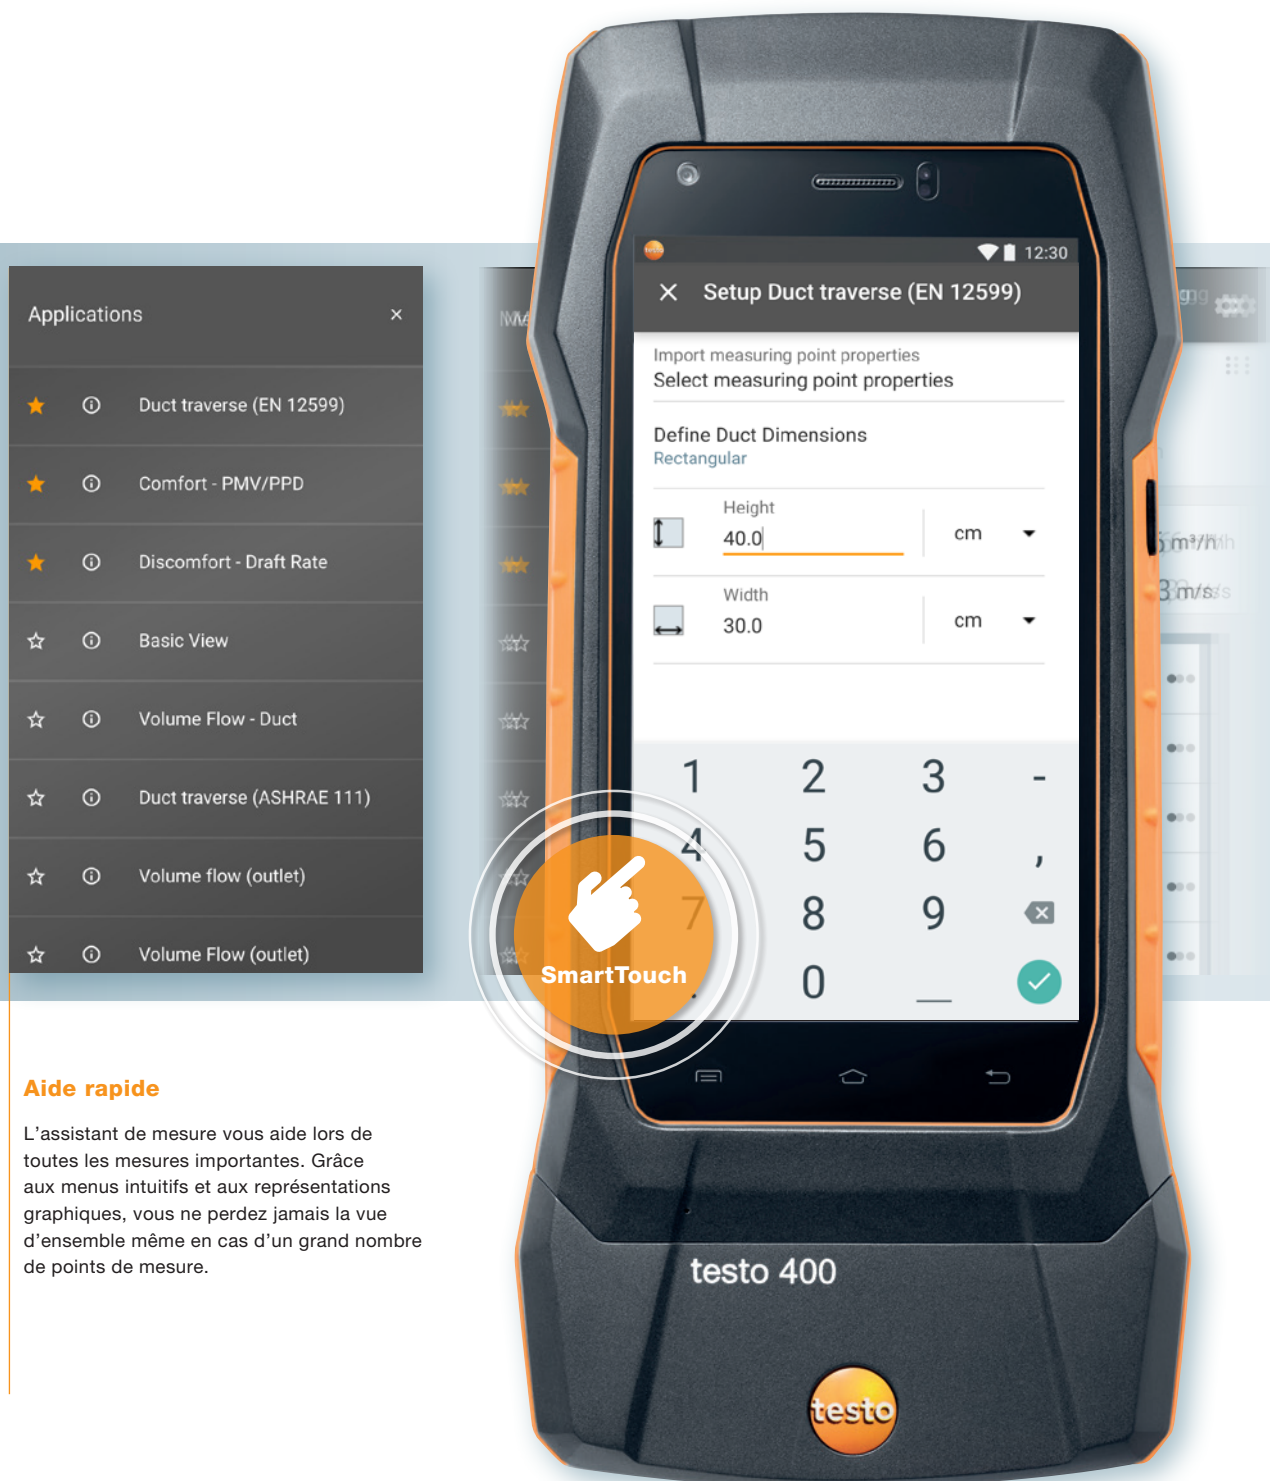 Applications
Duct traverse (EN 12599)
Comfort - PMV/PPD
Discomfort - Draft Rate
Basic View
Volume Flow - Duct
Duct traverse (ASHRAE 111)
Volume flow (outlet)
Volume Flow (outlet)
Aide rapide
L’assistant de mesure vous aide lors de
toutes les mesures importantes. Grâce
aux menus intuitifs et aux représentations
graphiques, vous ne perdez jamais la vue
d’ensemble même en cas d’un grand nombre
de points de mesure.
testo
12:30
Setup Duct traverse (EN 12599)
Import measuring point properties
Select measuring point properties
Define Duct Dimensions
Rectangular
Height
40.0 cm
Width
30.0 cm
1 2 3 -
4 5 6 ,
7 8 9
. 0 _
SmartTouch
m³/h
3 m/s
testo 400
testo